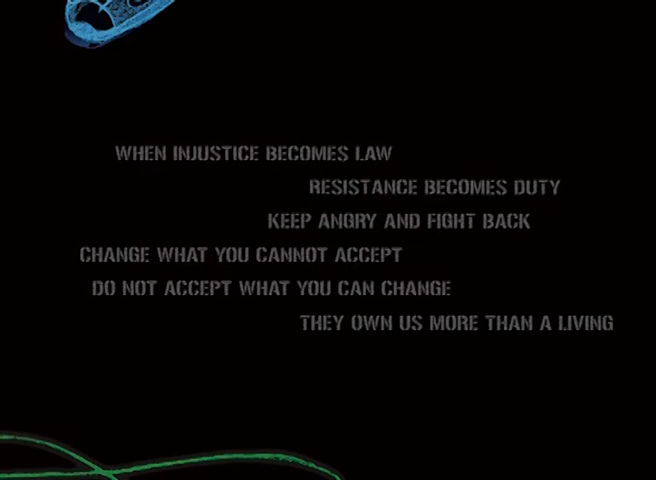 WHEN INJUSTICE BECOMES LAW
RESISTANCE BECOMES DUTY
KEEP ANGRY AND FIGHT BACK
CHANGE WHAT YOU CANNOT ACCEPT
DO NOT ACCEPT WHAT YOU CAN CHANGE
THEY OWN US MORE THAN A LIVING